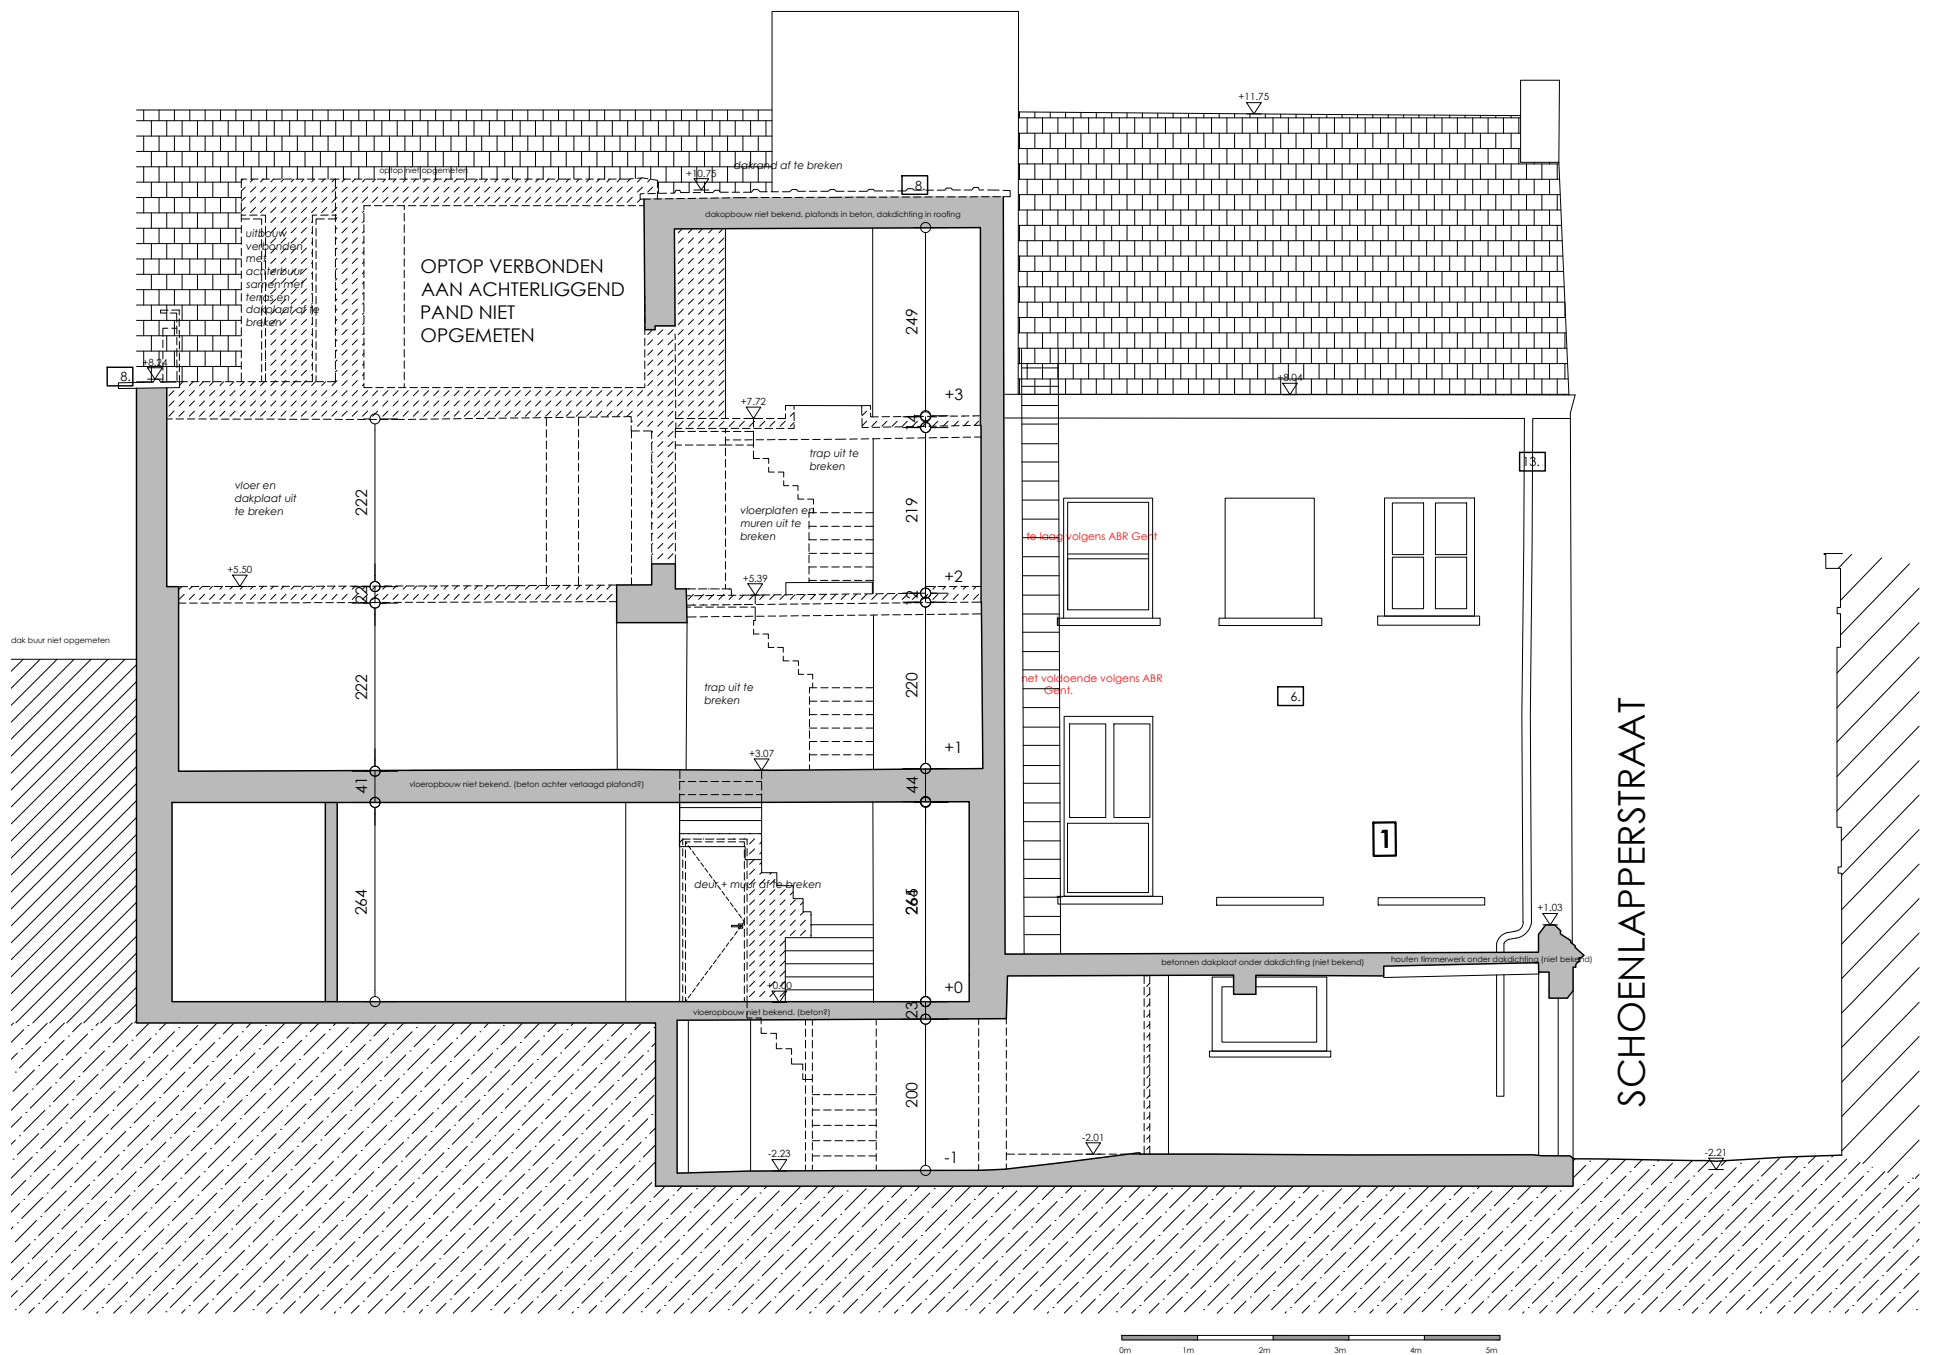 +11.75
dakrand af te breken
optop niet opgemeten
+10.75
8.
dakopbouw niet bekend. plafonds in beton, dakdichting in roofing
uitbouw
verbonden
met
achterbuur
samen met
terras en
dakplaat af te
breken
OPTOP VERBONDEN
AAN ACHTERLIGGEND
PAND NIET
OPGEMETEN
249
+8.24
8.
+8.04
+3
+7.72
trap uit te
breken
13.
vloer en
dakplaat uit
te breken
222
vloerplaten en
muren uit te
breken
219
te laag volgens ABR Gent
+5.50
22
+5.39
+2
12
dak buur niet opgemeten
222
trap uit te
breken
220
net voldoende volgens ABR
Gent.
6.
+3.07
+1
41
vloeropbouw niet bekend. (beton achter verlaagd plafond?)
44
1
SCHOENLAPPERSTRAAT
264
deur + muur af te breken
+1.03
betonnen dakplaat onder dakdichting (niet bekend)
houten timmerwerk onder dakdichting (niet bekend)
+0.00
+0
vloeropbouw niet bekend. (beton?)
23
200
-2.23
-1
-2.01
-2.21
0m 1m 2m 3m 4m 5m